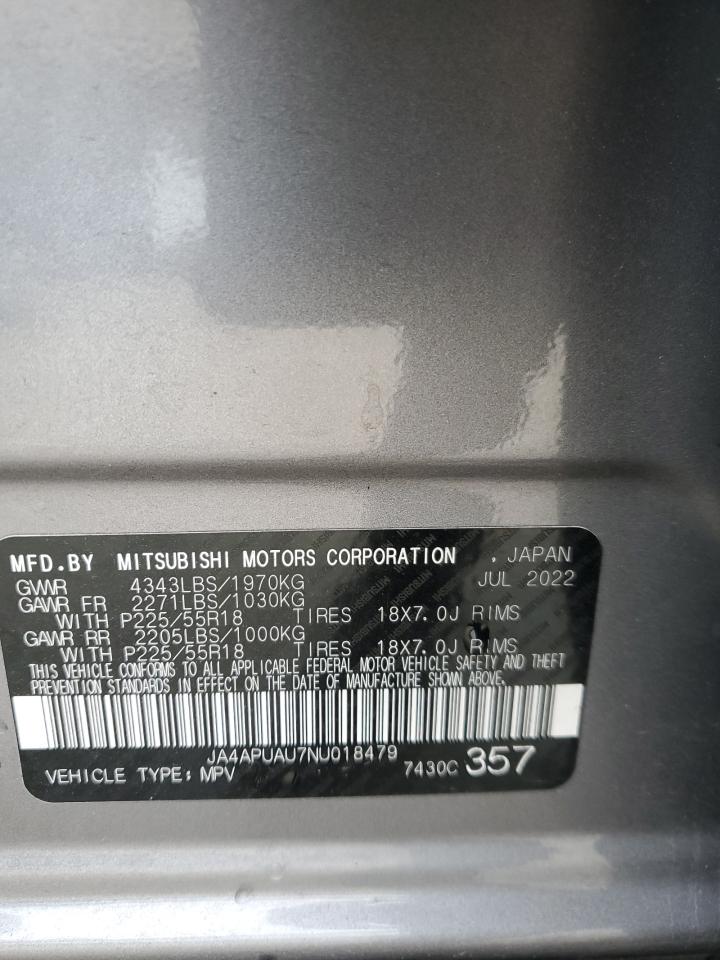 MFD.BY MITSUBISHI MOTORS CORPORATION , JAPAN
GVWR 4343LBS/1970KG JUL 2022
GAWR FR 2271LBS/1030KG
WITH P225/55R18 TIRES 18X7.0J RIMS
GAWR RR 2205LBS/1000KG
WITH P225/55R18 TIRES 18X7.0J RIMS
THIS VEHICLE CONFORMS TO ALL APPLICABLE FEDERAL MOTOR VEHICLE SAFETY AND THEFT
PREVENTION STANDARDS IN EFFECT ON THE DATE OF MANUFACTURE SHOWN ABOVE.
JA4APUAU7NU018479
VEHICLE TYPE: MPV 7430C 357